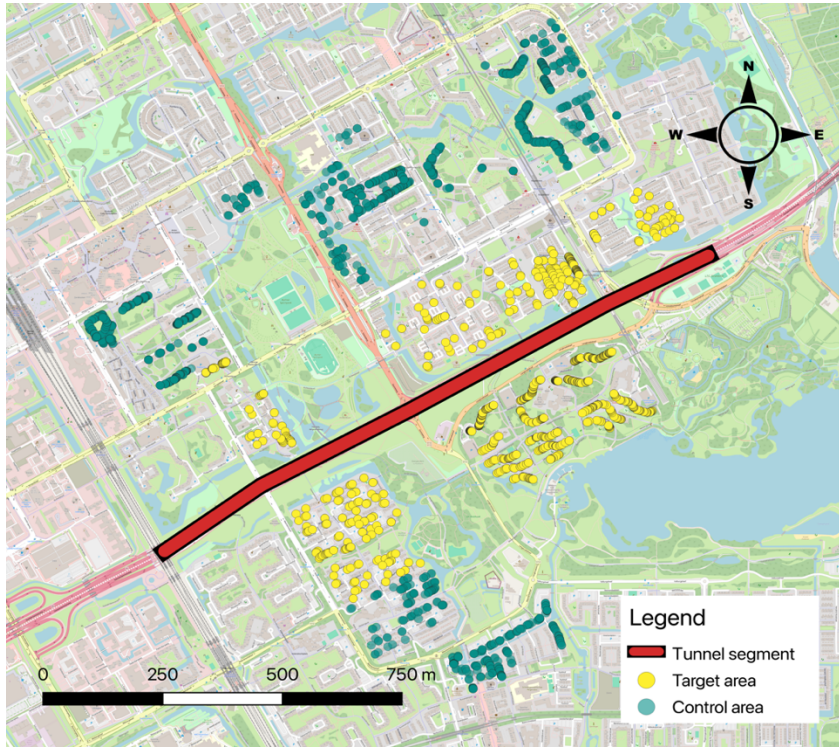 N
W
E
S
Legend
Tunnel segment
Target area
Control area
0
250
500
750 m